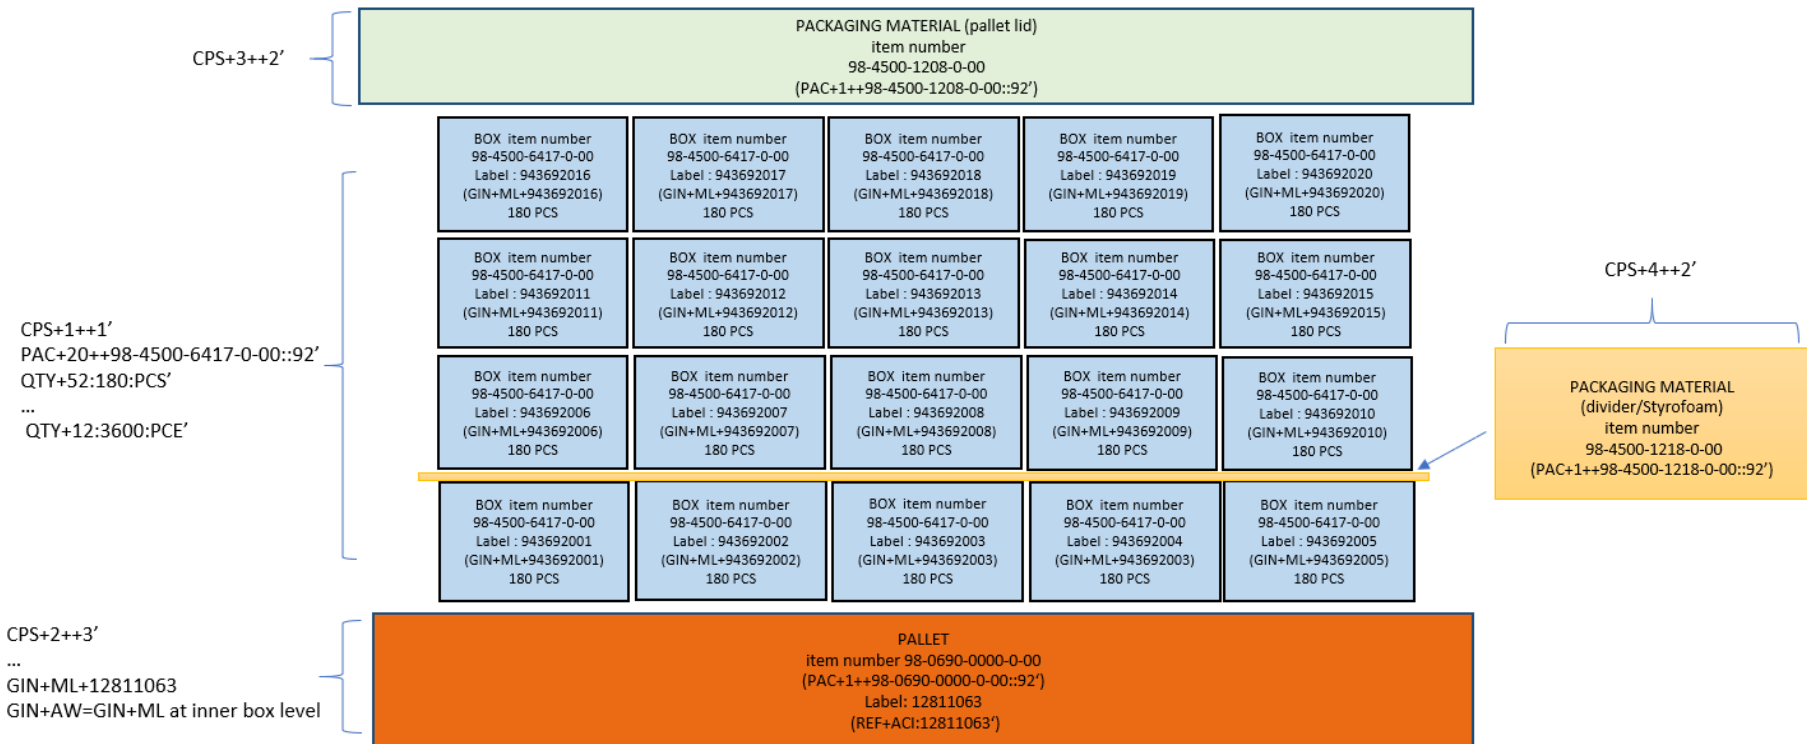 PACKAGING MATERIAL (pallet lid)
item number
98-4500-1208-0-00
(PAC+1++98-4500-1208-0-00::92’)
CPS+3++2’
BOX item number
98-4500-6417-0-00
Label : 943692016
(GIN+ML+943692016)
180 PCS
BOX item number
98-4500-6417-0-00
Label : 943692017
(GIN+ML+943692017)
180 PCS
BOX item number
98-4500-6417-0-00
Label : 943692018
(GIN+ML+943692018)
180 PCS
BOX item number
98-4500-6417-0-00
Label : 943692019
(GIN+ML+943692019)
180 PCS
BOX item number
98-4500-6417-0-00
Label : 943692020
(GIN+ML+943692020)
180 PCS
BOX item number
98-4500-6417-0-00
Label : 943692011
(GIN+ML+943692011)
180 PCS
BOX item number
98-4500-6417-0-00
Label : 943692012
(GIN+ML+943692012)
180 PCS
BOX item number
98-4500-6417-0-00
Label : 943692013
(GIN+ML+943692013)
180 PCS
BOX item number
98-4500-6417-0-00
Label : 943692014
(GIN+ML+943692014)
180 PCS
BOX item number
98-4500-6417-0-00
Label : 943692015
(GIN+ML+943692015)
180 PCS
CPS+1++1’
PAC+20++98-4500-6417-0-00::92’
QTY+52:180:PCS’
...
QTY+12:3600:PCE’
BOX item number
98-4500-6417-0-00
Label : 943692006
(GIN+ML+943692006)
180 PCS
BOX item number
98-4500-6417-0-00
Label : 943692007
(GIN+ML+943692007)
180 PCS
BOX item number
98-4500-6417-0-00
Label : 943692008
(GIN+ML+943692008)
180 PCS
BOX item number
98-4500-6417-0-00
Label : 943692009
(GIN+ML+943692009)
180 PCS
BOX item number
98-4500-6417-0-00
Label : 943692010
(GIN+ML+943692010)
180 PCS
CPS+4++2’
PACKAGING MATERIAL
(divider/Styrofoam)
item number
98-4500-1218-0-00
(PAC+1++98-4500-1218-0-00::92’)
BOX item number
98-4500-6417-0-00
Label : 943692001
(GIN+ML+943692001)
180 PCS
BOX item number
98-4500-6417-0-00
Label : 943692002
(GIN+ML+943692002)
180 PCS
BOX item number
98-4500-6417-0-00
Label : 943692003
(GIN+ML+943692003)
180 PCS
BOX item number
98-4500-6417-0-00
Label : 943692004
(GIN+ML+943692003)
180 PCS
BOX item number
98-4500-6417-0-00
Label : 943692005
(GIN+ML+943692005)
180 PCS
CPS+2++3’
...
GIN+ML+12811063
GIN+AW=GIN+ML at inner box level
PALLET
item number 98-0690-0000-0-00
(PAC+1++98-0690-0000-0-00::92‘)
Label: 12811063
(REF+ACI:12811063‘)